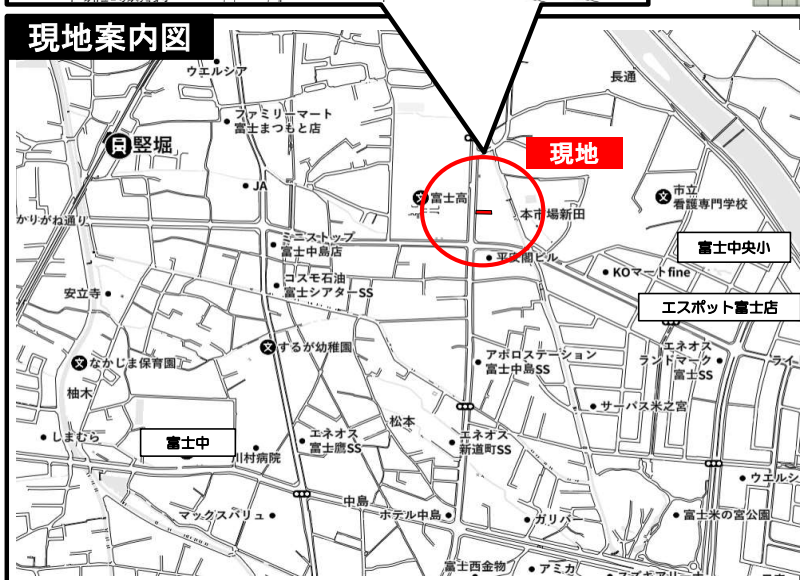 現地案内図
ウエルシア
長通
ファミリーマート
富士まつもと店
竪堀
現地
JA
富士高
市立
看護専門学校
かりがね通り
本市場新田
ミニストップ
富士中島店
富士中央小
平安閣ビル
コスモ石油
富士シアターSS
KOマートfine
安立寺
エスポット富士店
するが幼稚園
アポロステーション
富士中島SS
エネオス
ランドマーク
富士SS
ライ
なかじま保育園
柚木
サーパス米之宮
松本
しまむら
富士中
エネオス
富士鷹SS
エネオス
新道町SS
川村病院
ウエルシ
中島
マックスバリュ
ホテル中島
ガリバー
富士米の宮公園
富士西金物
アミカ